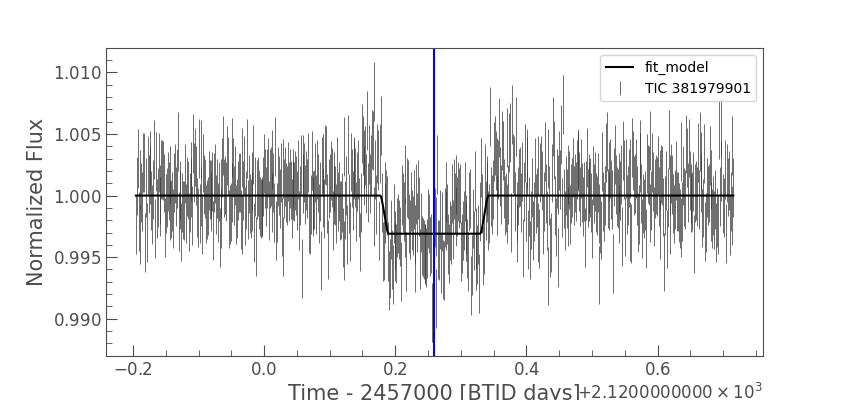 1.010
1.005
1.000
0.995
0.990
Normalized Flux
fit_model
TIC 381979901
−0.2
0.0
0.2
0.4
0.6
Time - 2457000 [BTJD days]
+2.1200000000 × 10³